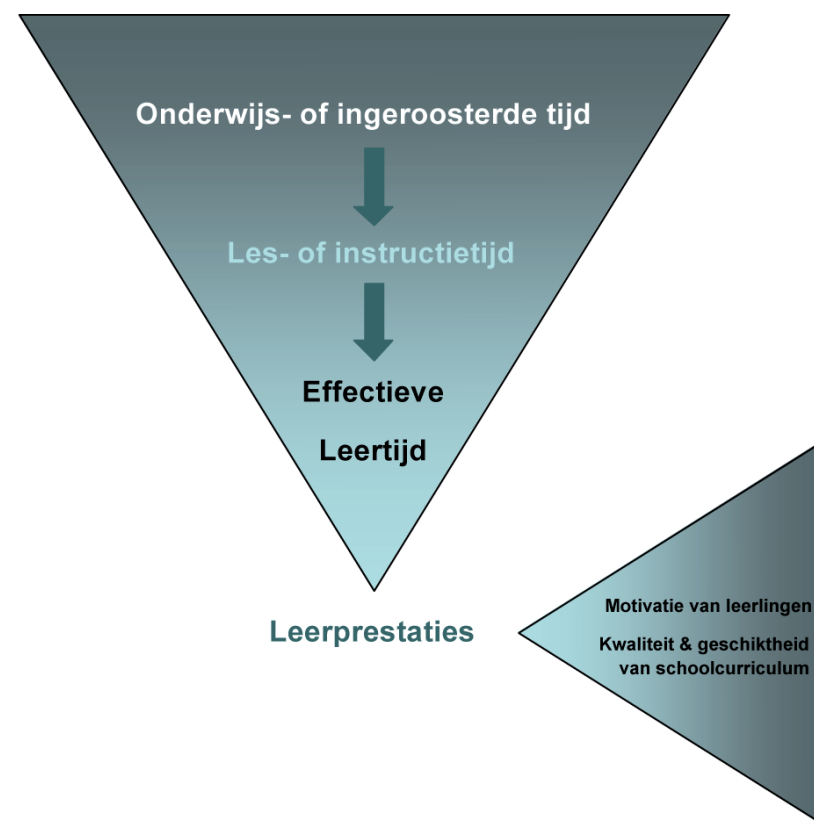 Onderwijs- of ingeroosterde tijd
Les- of instructietijd
Effectieve
Leertijd
Leerprestaties
Motivatie van leerlingen
Kwaliteit & geschiktheid
van schoolcurriculum